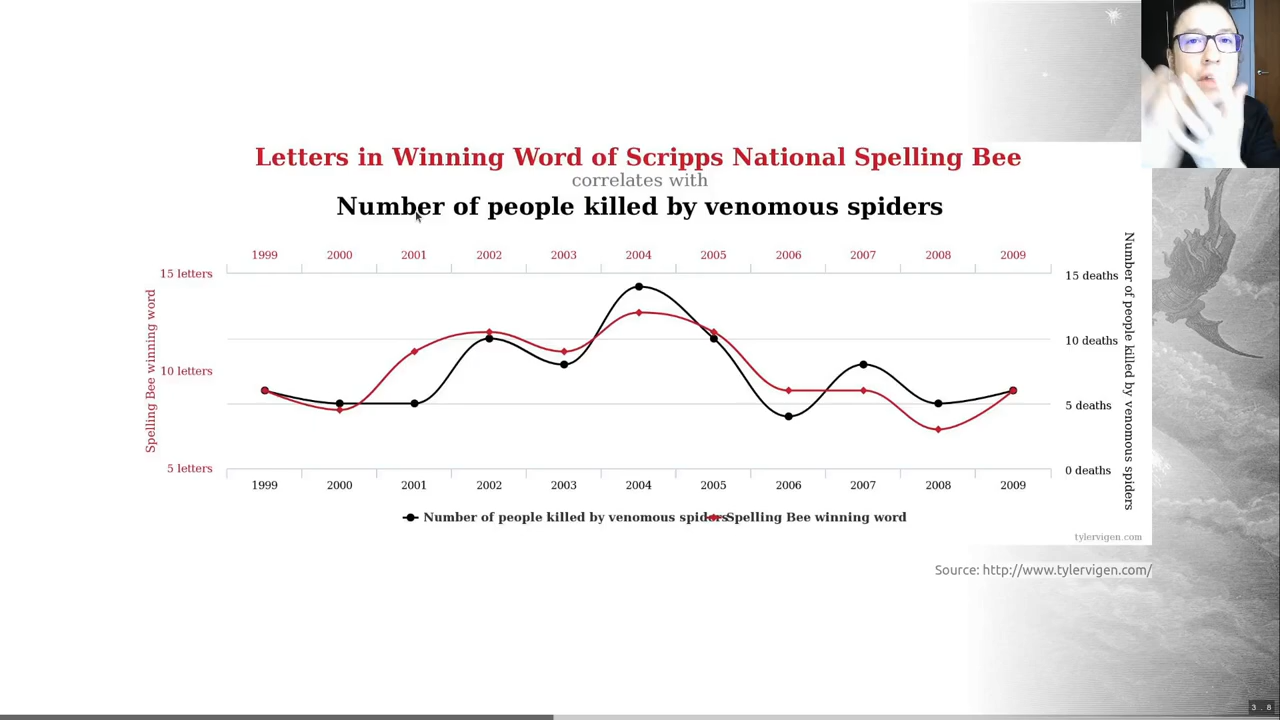 Letters in Winning Word of Scripps National Spelling Bee
correlates with
Number of people killed by venomous spiders
1999 2000 2001 2002 2003 2004 2005 2006 2007 2008 2009
15 letters
10 letters
5 letters
Spelling Bee winning word
15 deaths
10 deaths
5 deaths
0 deaths
Number of people killed by venomous spiders
1999 2000 2001 2002 2003 2004 2005 2006 2007 2008 2009
Number of people killed by venomous spiders Spelling Bee winning word
tylervigen.com
Source: http://www.tylervigen.com/
3 . 8